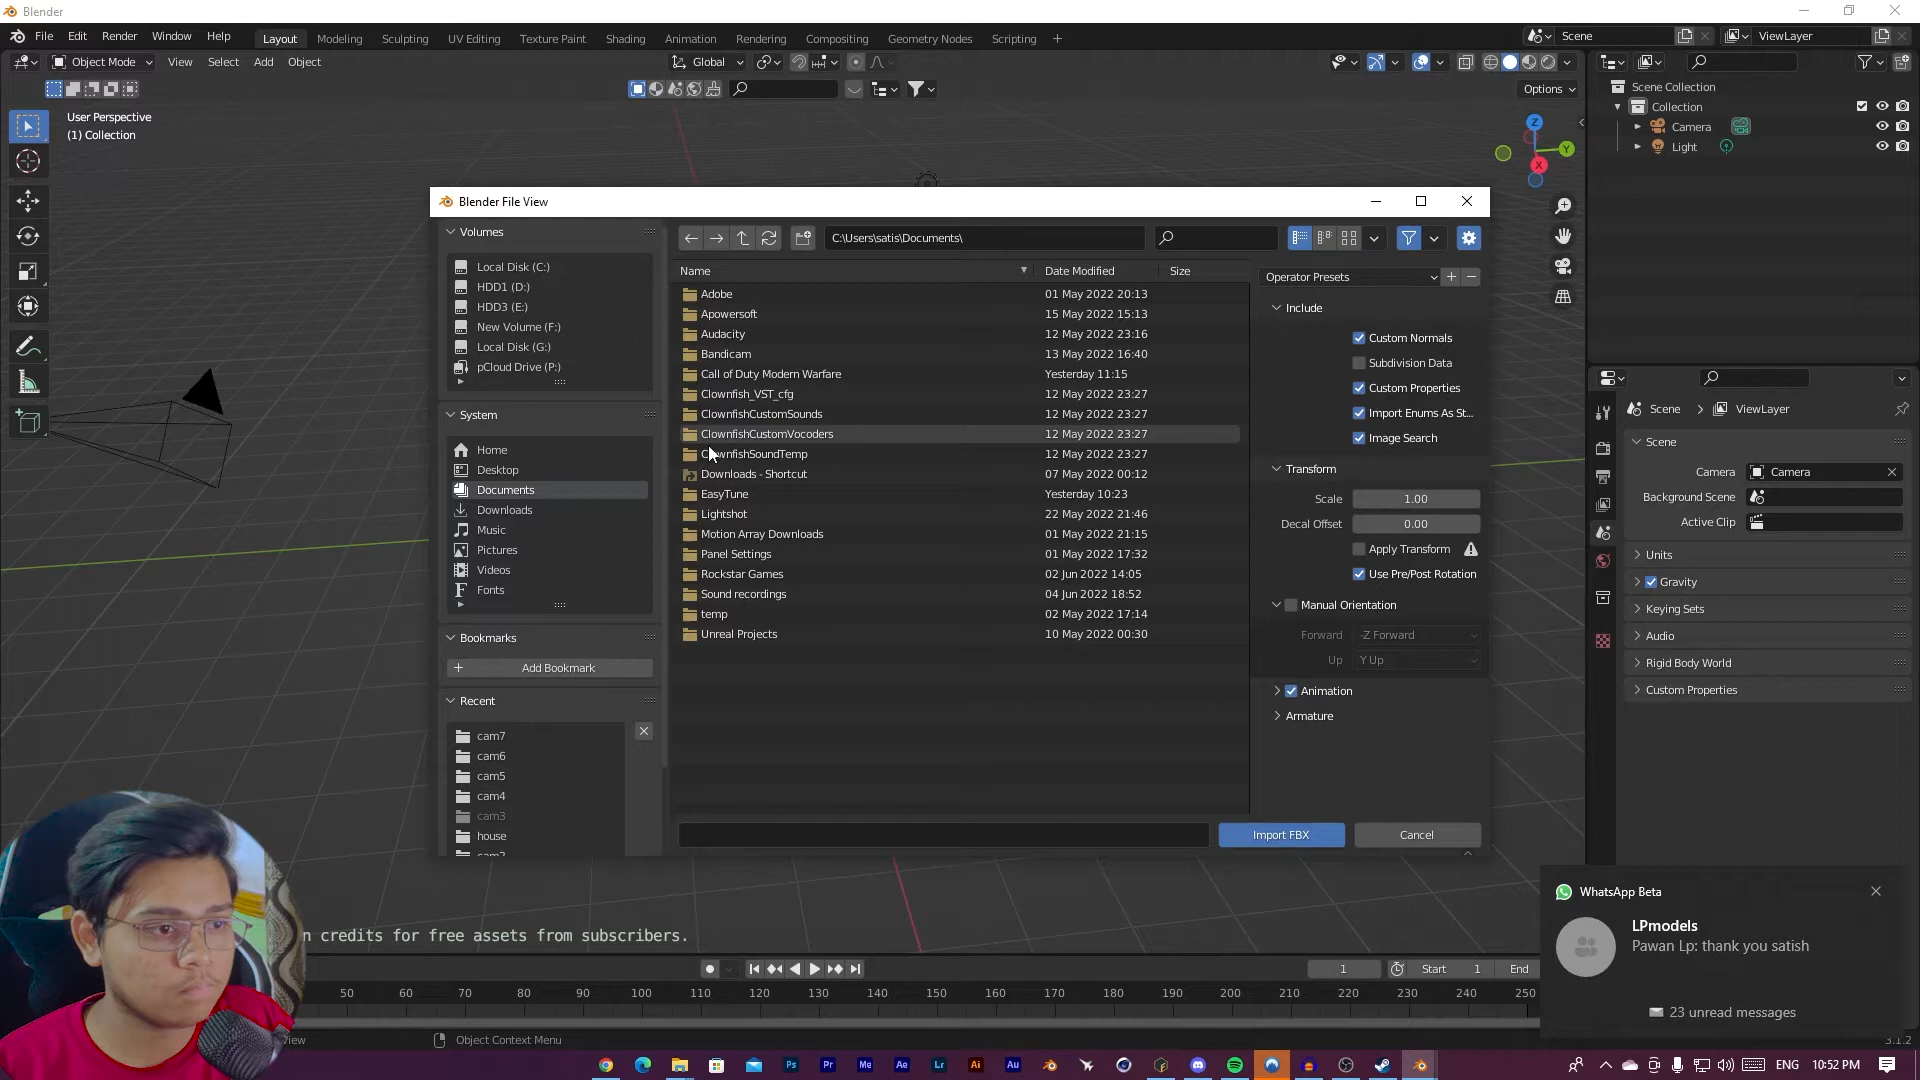 Blender
File Edit Render Window Help Layout Modeling Sculpting UV Editing Texture Paint Shading Animation Rendering Compositing Geometry Nodes Scripting + Scene ViewLayer
Object Mode View Select Add Object Global
Options
User Perspective
(1) Collection
Scene Collection
Collection
Camera
Light
Z
Y
X
Blender File View
Volumes
Local Disk (C:)
HDD1 (D:)
HDD3 (E:)
New Volume (F:)
Local Disk (G:)
pCloud Drive (P:)
System
Home
Desktop
Documents
Downloads
Music
Pictures
Videos
Fonts
Bookmarks
Add Bookmark
Recent
cam7
cam6
cam5
cam4
cam3
house
C:\Users\satis\Documents\
Name Date Modified Size
Adobe 01 May 2022 20:13
Apowersoft 15 May 2022 15:13
Audacity 12 May 2022 23:16
Bandicam 13 May 2022 16:40
Call of Duty Modern Warfare Yesterday 11:15
Clownfish_VST_cfg 12 May 2022 23:27
ClownfishCustomSounds 12 May 2022 23:27
ClownfishCustomVocoders 12 May 2022 23:27
ClownfishSoundTemp 12 May 2022 23:27
Downloads - Shortcut 07 May 2022 00:12
EasyTune Yesterday 10:23
Lightshot 22 May 2022 21:46
Motion Array Downloads 01 May 2022 21:15
Panel Settings 01 May 2022 17:32
Rockstar Games 02 Jun 2022 14:05
Sound recordings 04 Jun 2022 18:52
temp 02 May 2022 17:14
Unreal Projects 10 May 2022 00:30
Operator Presets
Include
Custom Normals
Subdivision Data
Custom Properties
Import Enums As St...
Image Search
Transform
Scale 1.00
Decal Offset 0.00
Apply Transform
Use Pre/Post Rotation
Manual Orientation
Forward -Z Forward
Up Y Up
Animation
Armature
Import FBX Cancel
Scene ViewLayer
Scene
Camera Camera
Background Scene
Active Clip
Units
Gravity
Keying Sets
Audio
Rigid Body World
Custom Properties
WhatsApp Beta
LPmodels
Pawan Lp: thank you satish
23 unread messages
n credits for free assets from subscribers.
1 Start 1 End
50 60 70 80 90 100 110 120 130 140 150 160 170 180 190 200 210 220 230 240 250
Object Context Menu
3.1.2
Ps Pr Me Ae Lr Ai Au
ENG 10:52 PM